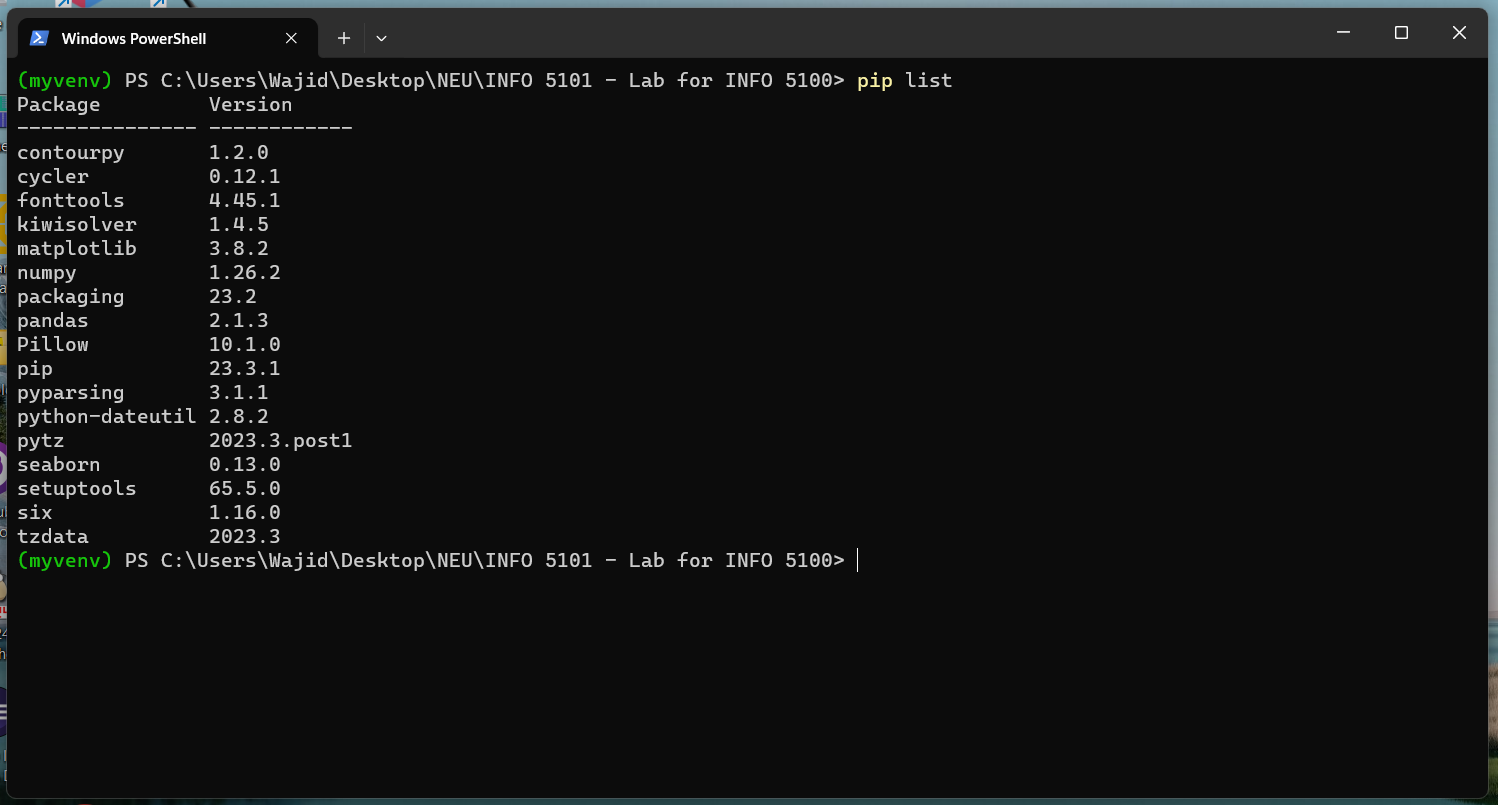 Windows PowerShell
(myvenv) PS C:\Users\Wajid\Desktop\NEU\INFO 5101 - Lab for INFO 5100> pip list
Package         Version
--------------- ------------
contourpy       1.2.0
cycler          0.12.1
fonttools       4.45.1
kiwisolver      1.4.5
matplotlib      3.8.2
numpy           1.26.2
packaging       23.2
pandas          2.1.3
Pillow          10.1.0
pip             23.3.1
pyparsing       3.1.1
python-dateutil 2.8.2
pytz            2023.3.post1
seaborn         0.13.0
setuptools      65.5.0
six             1.16.0
tzdata          2023.3
(myvenv) PS C:\Users\Wajid\Desktop\NEU\INFO 5101 - Lab for INFO 5100>